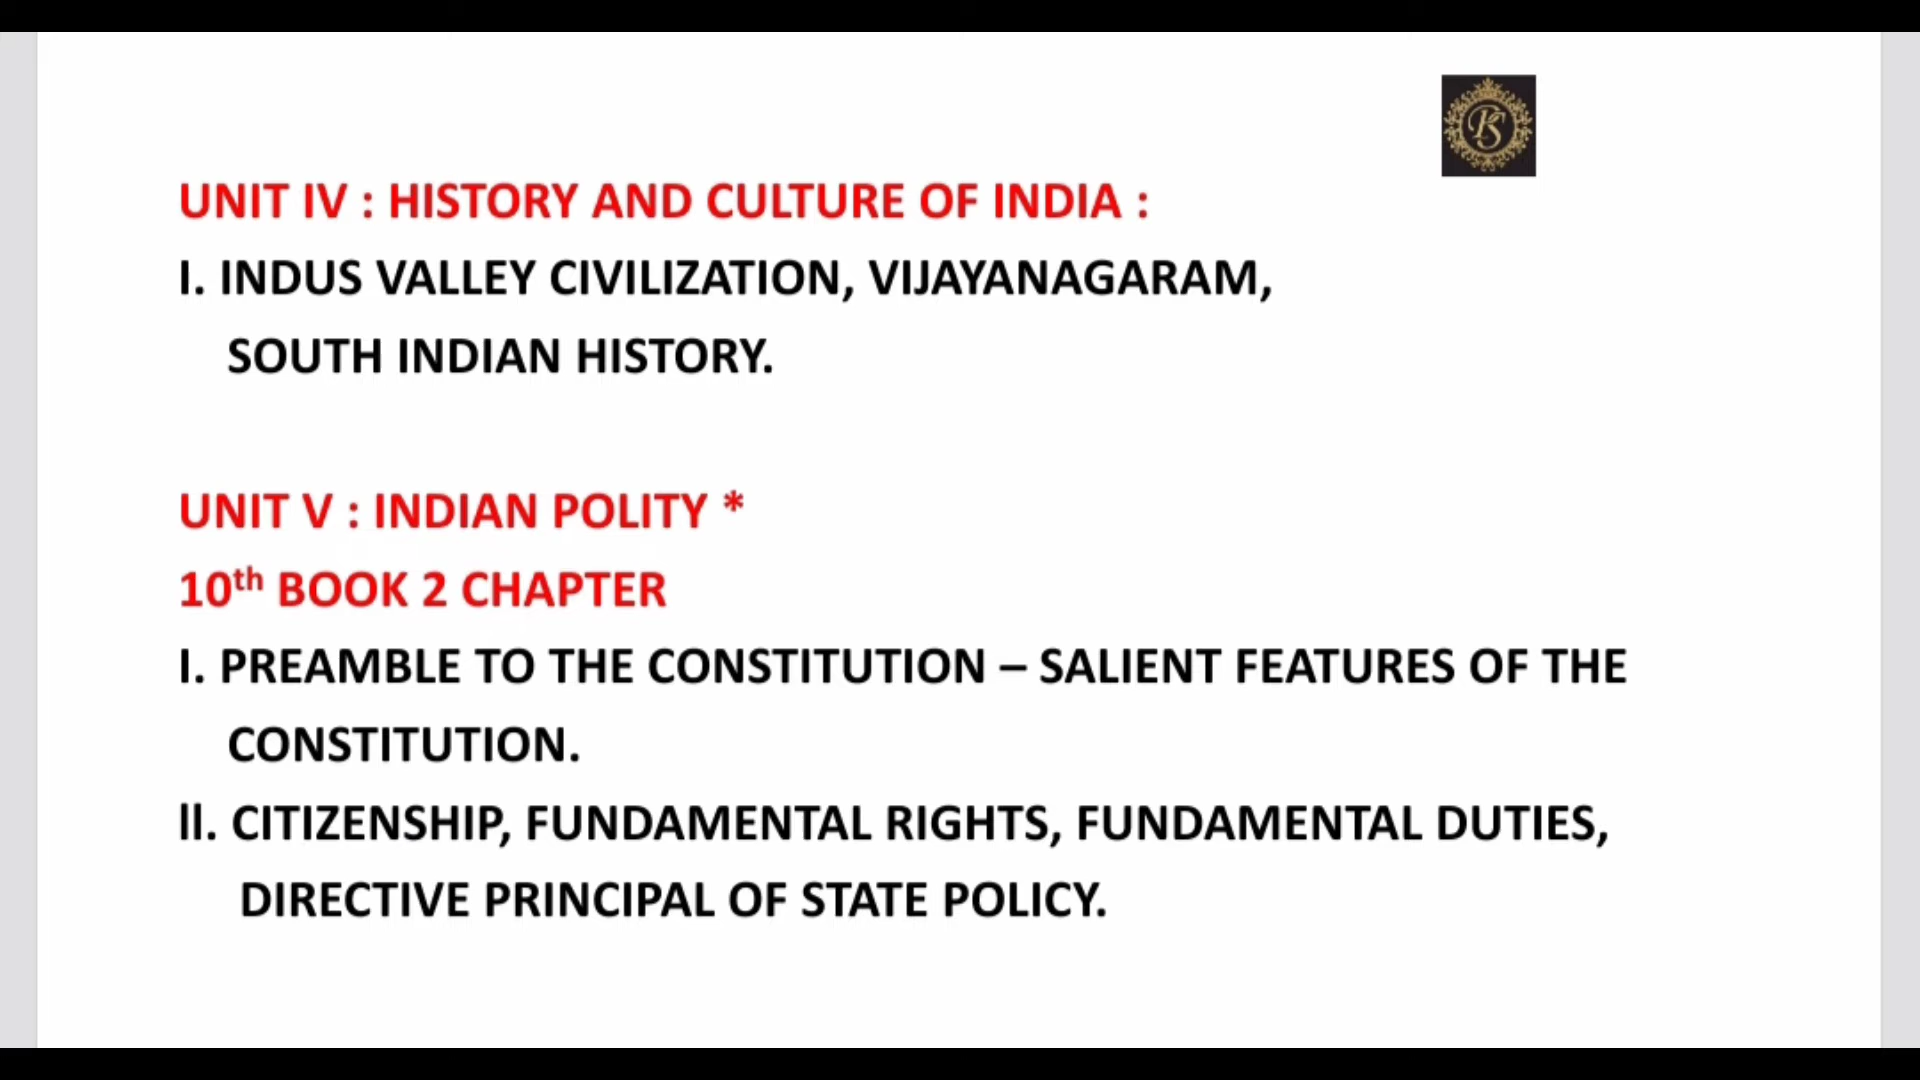 PS
UNIT IV : HISTORY AND CULTURE OF INDIA :
I. INDUS VALLEY CIVILIZATION, VIJAYANAGARAM,
SOUTH INDIAN HISTORY.
UNIT V : INDIAN POLITY *
10th BOOK 2 CHAPTER
I. PREAMBLE TO THE CONSTITUTION – SALIENT FEATURES OF THE
CONSTITUTION.
II. CITIZENSHIP, FUNDAMENTAL RIGHTS, FUNDAMENTAL DUTIES,
DIRECTIVE PRINCIPAL OF STATE POLICY.